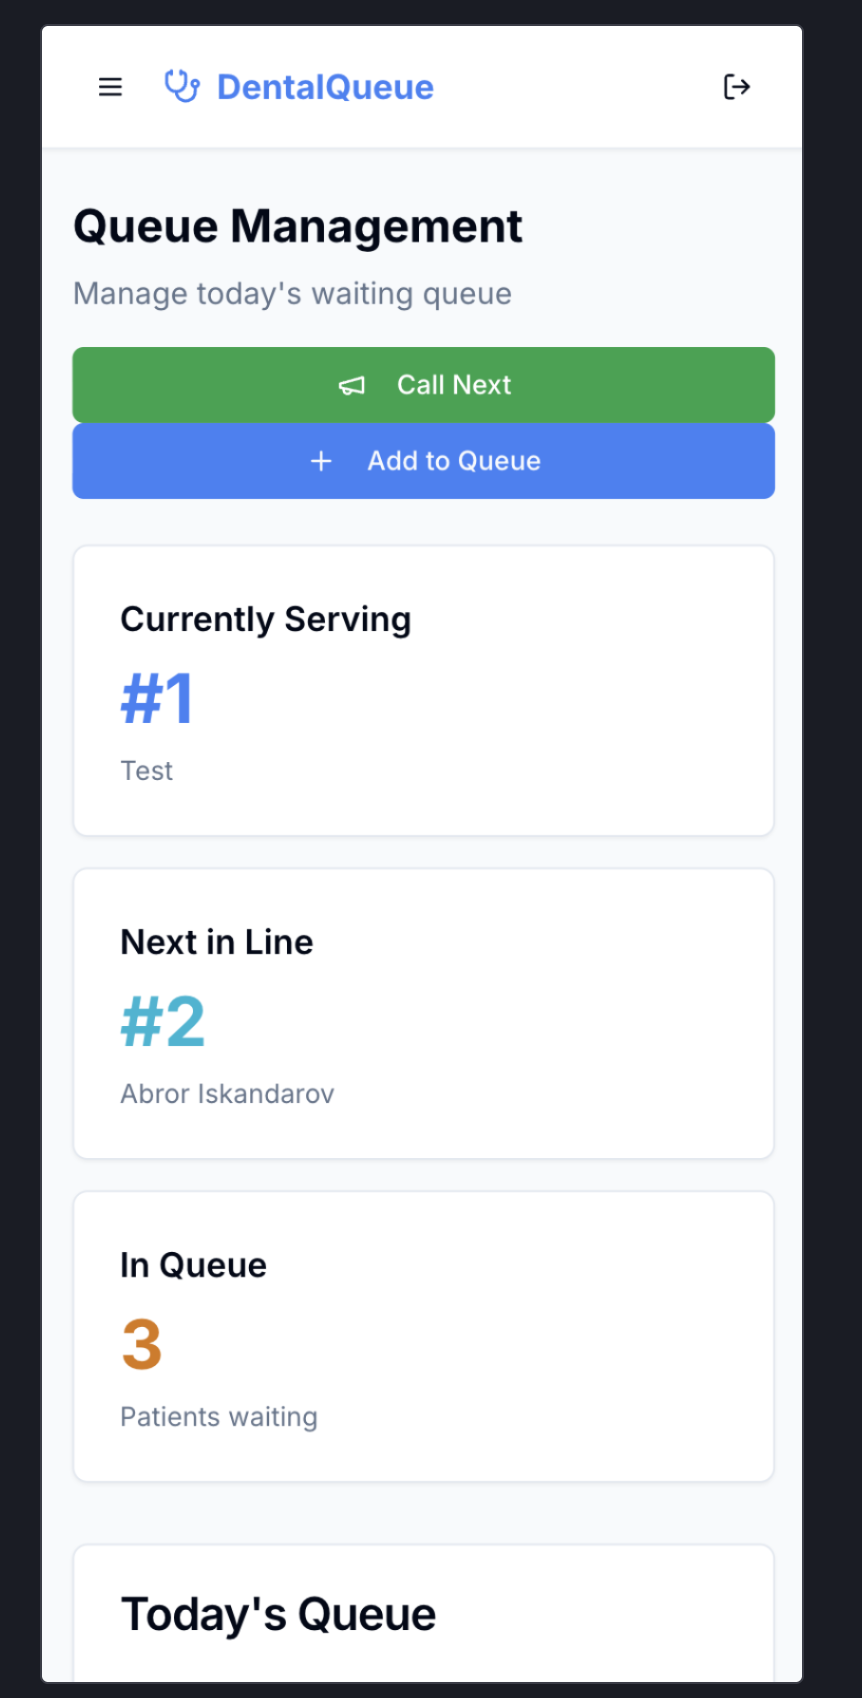 DentalQueue
Queue Management
Manage today's waiting queue
Call Next
Add to Queue
Currently Serving
#1
Test
Next in Line
#2
Abror Iskandarov
In Queue
3
Patients waiting
Today's Queue